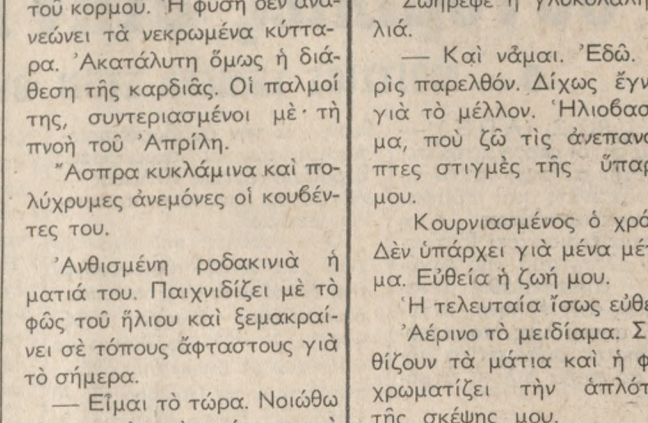 τοῦ κορμοῦ. Ἡ φύση δὲν ἀνα-
νεώνει τὰ νεκρωμένα κύττα-
ρα. Ἀκατάλυτη ὅμως ἡ διά-
θεση τῆς καρδιᾶς. Οἱ παλμοί
της, συντεριασμένοι μὲ τὴ
πνοὴ τοῦ Ἀπρίλη.
Ἄσπρα κυκλάμινα καὶ πο-
λύχρυμες ἀνεμόνες οἱ κουβέν-
τες του.
Ἀνθισμένη ροδακινιὰ ἡ
ματιά του. Παιχνιδίζει μὲ τὸ
φῶς τοῦ ἥλιου καὶ ξεμακραί-
νει σὲ τόπους ἄφταστους γιὰ
τὸ σήμερα.
— Εἶμαι τὸ τώρα. Νοιώθω
Ζωήρεψε ἡ
λιά.
— Καὶ νἆμαι. Ἐδῶ.
ρὶς παρελθόν. Δίχως ἔγν
γιὰ τὸ μέλλον. Ἡλιοβασ
μα, ποὺ ζῶ τὶς ἀνεπανα
πτες στιγμὲς τῆς ὕπαρ
μου.
Κουρνιασμένος ὁ χρό
Δὲν ὑπάρχει γιὰ μένα μέ
μα. Εὐθεία ἡ ζωή μου.
Ἡ τελευταία ἴσως εὐθε
Ἀέρινο τὸ μειδίαμα. Σ
θίζουν τὰ μάτια καὶ ἡ φ
χρωματίζει τὴν ἁπλότ
τῆς σκέψης μου.